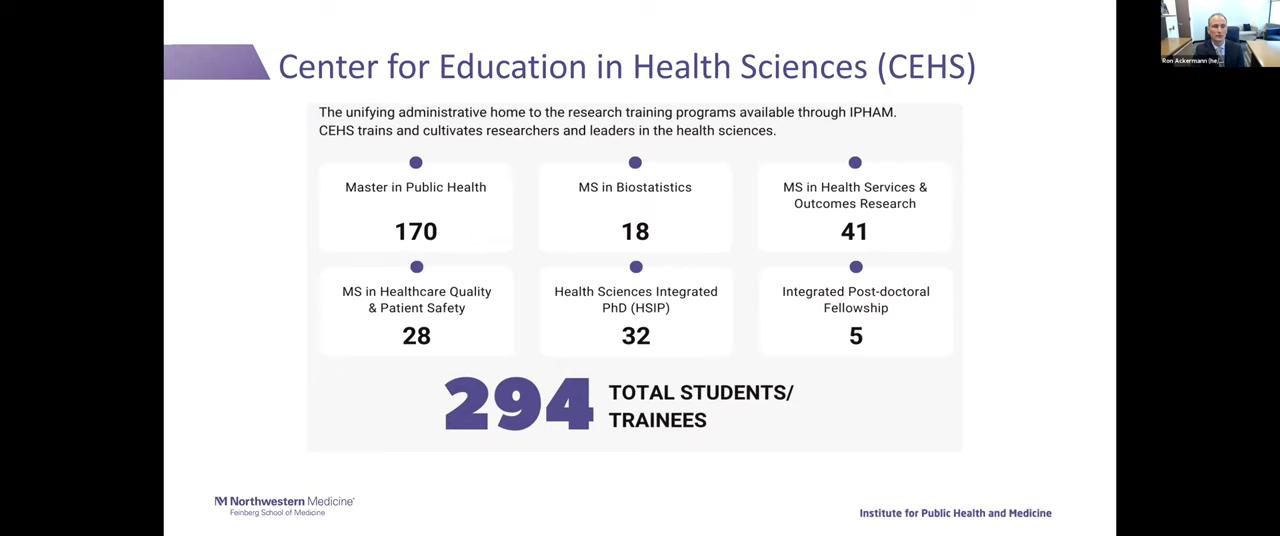 Center for Education in Health Sciences (CEHS)
The unifying administrative home to the research training programs available through IPHAM.
CEHS trains and cultivates researchers and leaders in the health sciences.
Master in Public Health
170
MS in Biostatistics
18
MS in Health Services &
Outcomes Research
41
MS in Healthcare Quality
& Patient Safety
28
Health Sciences Integrated
PhD (HSIP)
32
Integrated Post-doctoral
Fellowship
5
294
TOTAL STUDENTS/
TRAINEES
Northwestern Medicine
Feinberg School of Medicine
Institute for Public Health and Medicine
Ron Ackermann (he/...